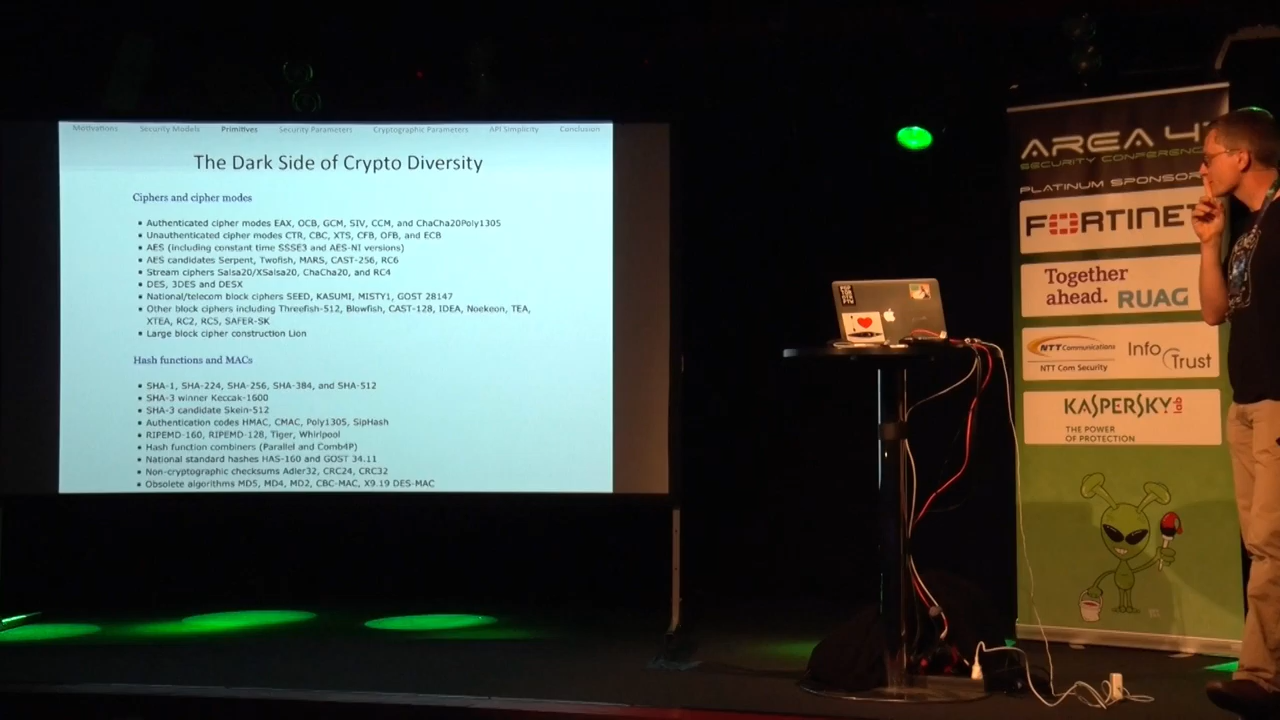 Motivations Security Models Primitives Security Parameters Cryptographic Parameters API Simplicity Conclusion
The Dark Side of Crypto Diversity
Ciphers and cipher modes
Authenticated cipher modes EAX, OCB, GCM, SIV, CCM, and ChaCha20Poly1305
Unauthenticated cipher modes CTR, CBC, XTS, CFB, OFB, and ECB
AES (including constant time SSSE3 and AES-NI versions)
AES candidates Serpent, Twofish, MARS, CAST-256, RC6
Stream ciphers Salsa20/XSalsa20, ChaCha20, and RC4
DES, 3DES and DESX
National/telecom block ciphers SEED, KASUMI, MISTY1, GOST 28147
Other block ciphers including Threefish-512, Blowfish, CAST-128, IDEA, Noekeon, TEA,
XTEA, RC2, RC5, SAFER-SK
Large block cipher construction Lion
Hash functions and MACs
SHA-1, SHA-224, SHA-256, SHA-384, and SHA-512
SHA-3 winner Keccak-1600
SHA-3 candidate Skein-512
Authentication codes HMAC, CMAC, Poly1305, SipHash
RIPEMD-160, RIPEMD-128, Tiger, Whirlpool
Hash function combiners (Parallel and Comb4P)
National standard hashes HAS-160 and GOST 34.11
Non-cryptographic checksums Adler32, CRC24, CRC32
Obsolete algorithms MD5, MD4, MD2, CBC-MAC, X9.19 DES-MAC
AREA 4
SECURITY CONFERENC
PLATINUM SPONSOR
FORTINET
Together
ahead. RUAG
NTT Communications
NTT Com Security
Info Trust
KASPERSKY lab
THE POWER
OF PROTECTION
I